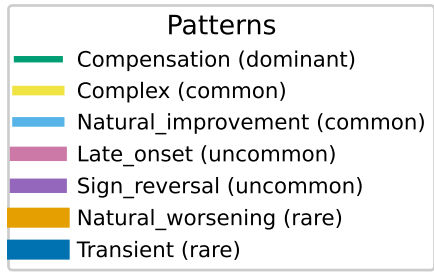 Patterns
Compensation (dominant)
Complex (common)
Natural_improvement (common)
Late_onset (uncommon)
Sign_reversal (uncommon)
Natural_worsening (rare)
Transient (rare)